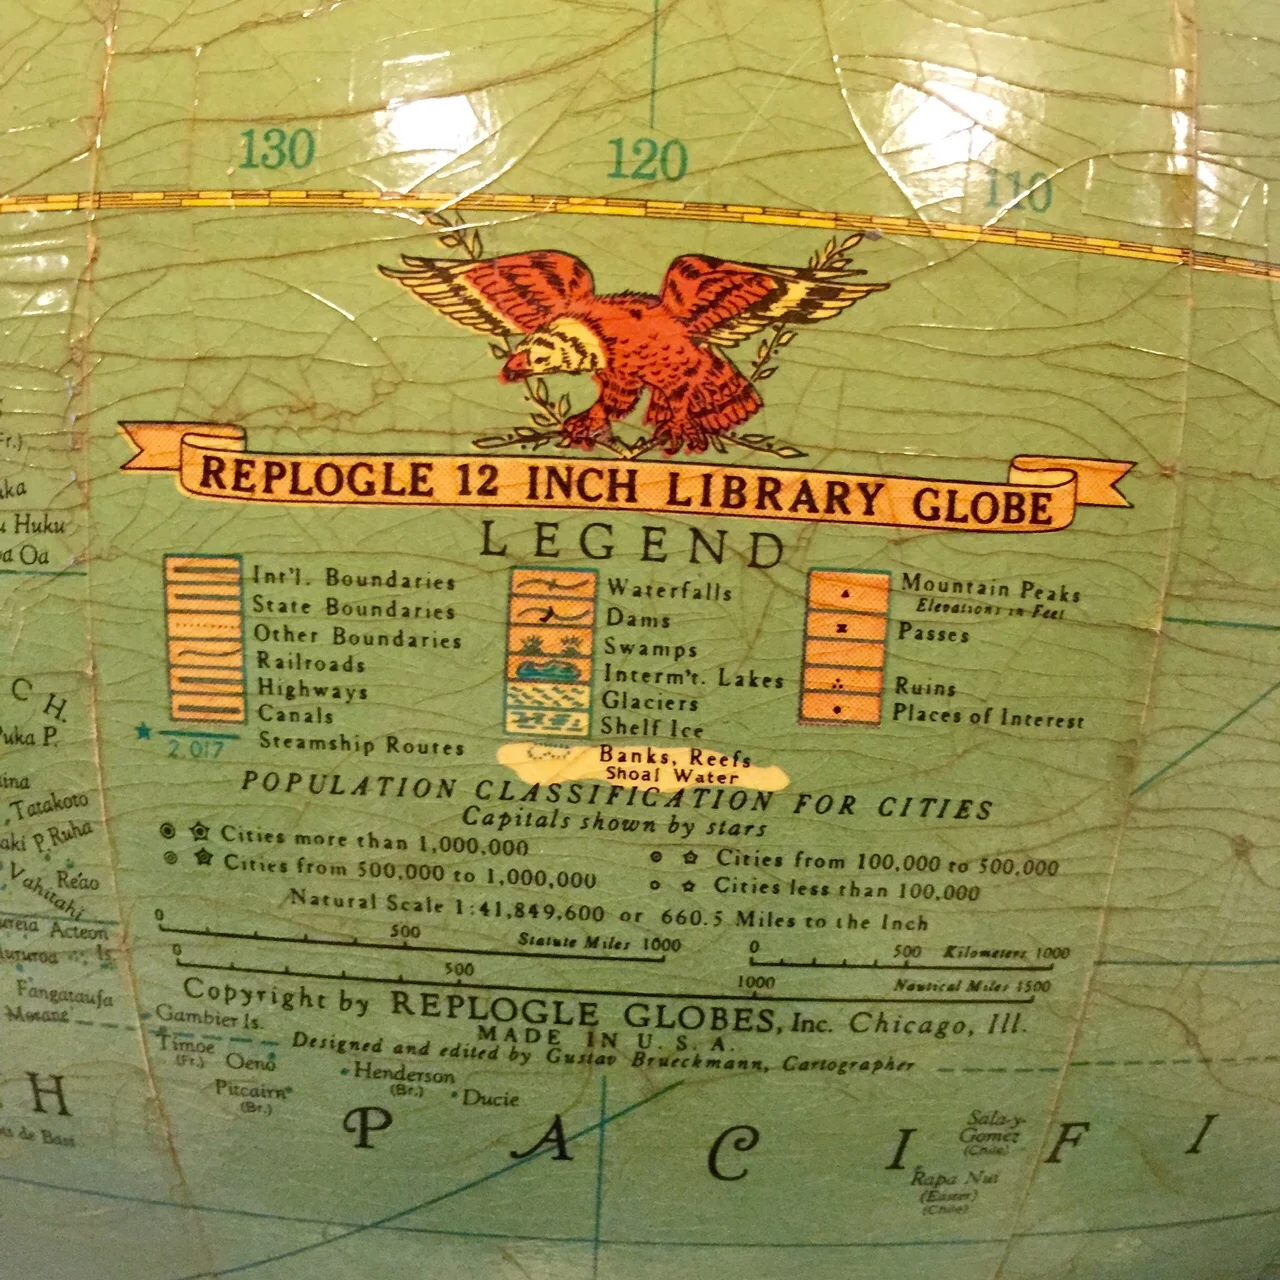 130
120
110
REPLOGLE 12 INCH LIBRARY GLOBE
LEGEND
Int'l. Boundaries
State Boundaries
Other Boundaries
Railroads
Highways
Canals
2,017 Steamship Routes
Waterfalls
Dams
Swamps
Interm't. Lakes
Glaciers
Shelf Ice
Banks, Reefs
Shoal Water
Mountain Peaks
Elevations in Feet
Passes
Ruins
Places of Interest
POPULATION CLASSIFICATION FOR CITIES
Capitals shown by stars
Cities more than 1,000,000
Cities from 500,000 to 1,000,000
Cities from 100,000 to 500,000
Cities less than 100,000
Natural Scale 1:41,849,600 or 660.5 Miles to the Inch
0 500 Statute Miles 1000
0 500 Kilometers 1000
0 500 1000 Nautical Miles 1500
Copyright by REPLOGLE GLOBES, Inc. Chicago, Ill.
MADE IN U.S.A.
Designed and edited by Gustav Brueckmann, Cartographer
Huku
Oa
C H.
Tatakoto
P. Ruha
Reao
Vahitahi
Acteon
Is.
Fangataufa
Morane
Gambier Is.
Timoe
(Fr.)
Oeno
Pitcairn
(Br.)
Henderson
(Br.)
Ducie
H
P A C I F I
Sala-y-
Gomez
(Chile)
Rapa Nui
(Easter)
(Chile)